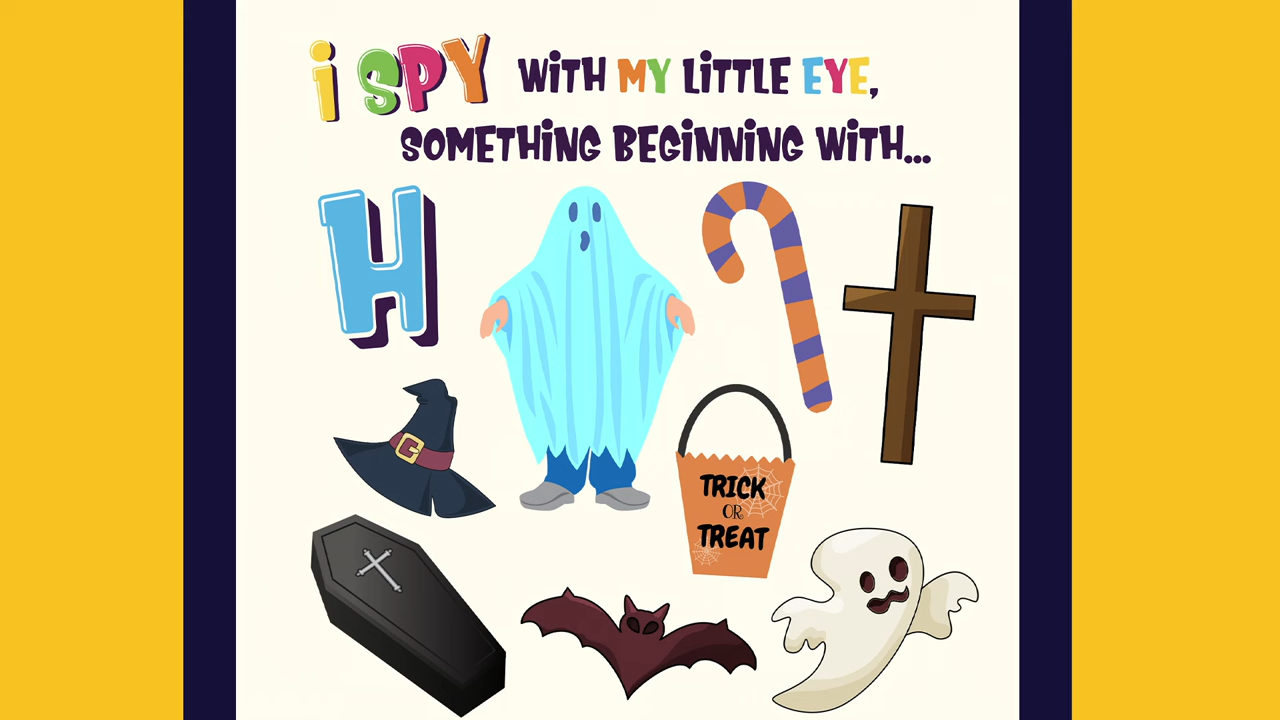 i SPY WiTH MY LiTTLE EYE,
SOMETHiNG BEGiNNiNG WiTH...
H
TRICK
OR
TREAT